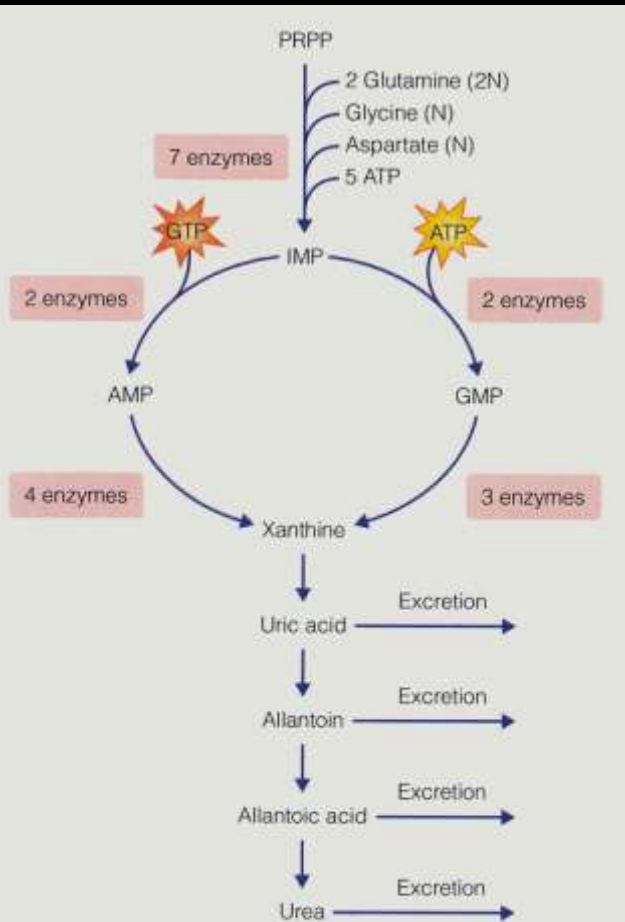 PRPP
2 Glutamine (2N)
Glycine (N)
Aspartate (N)
7 enzymes
5 ATP
GTP
ATP
IMP
2 enzymes
2 enzymes
AMP
GMP
4 enzymes
3 enzymes
Xanthine
Excretion
Uric acid
Excretion
Allantoin
Excretion
Allantoic acid
Excretion
Urea